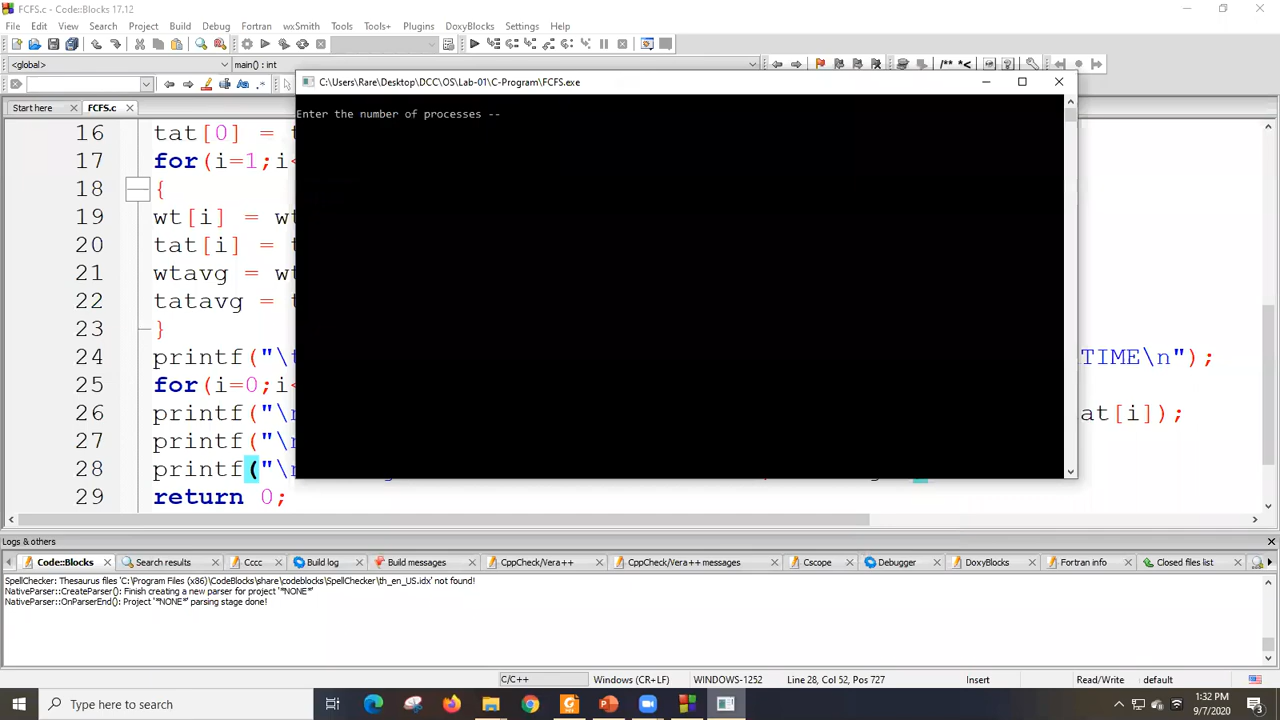 FCFS.c - Code::Blocks 17.12
File Edit View Search Project Build Debug Fortran wxSmith Tools Tools+ Plugins DoxyBlocks Settings Help
<global> main() : int /** *<
C:\Users\Rare\Desktop\DCC\OS\Lab-01\C-Program\FCFS.exe
Enter the number of processes --
Start here FCFS.c
16 tat[0] =
17 for(i=1;i<
18 {
19 wt[i] = w
20 tat[i] =
21 wtavg = w
22 tatavg =
23 }
24 printf("\t TIME\n");
25 for(i=0;i<
26 printf("\n at[i]);
27 printf("\n
28 printf("\n
29 return 0;
Logs & others
Code::Blocks Search results Cccc Build log Build messages CppCheck/Vera++ CppCheck/Vera++ messages Cscope Debugger DoxyBlocks Fortran info Closed files list
SpellChecker: Thesaurus files 'C:\Program Files (x86)\CodeBlocks\share\codeblocks\SpellChecker\th_en_US.idx' not found!
NativeParser::CreateParser(): Finish creating a new parser for project '*NONE*'
NativeParser::OnParserEnd(): Project '*NONE*' parsing stage done!
C/C++ Windows (CR+LF) WINDOWS-1252 Line 28, Col 52, Pos 727 Insert Read/Write default
Type here to search
1:32 PM
9/7/2020